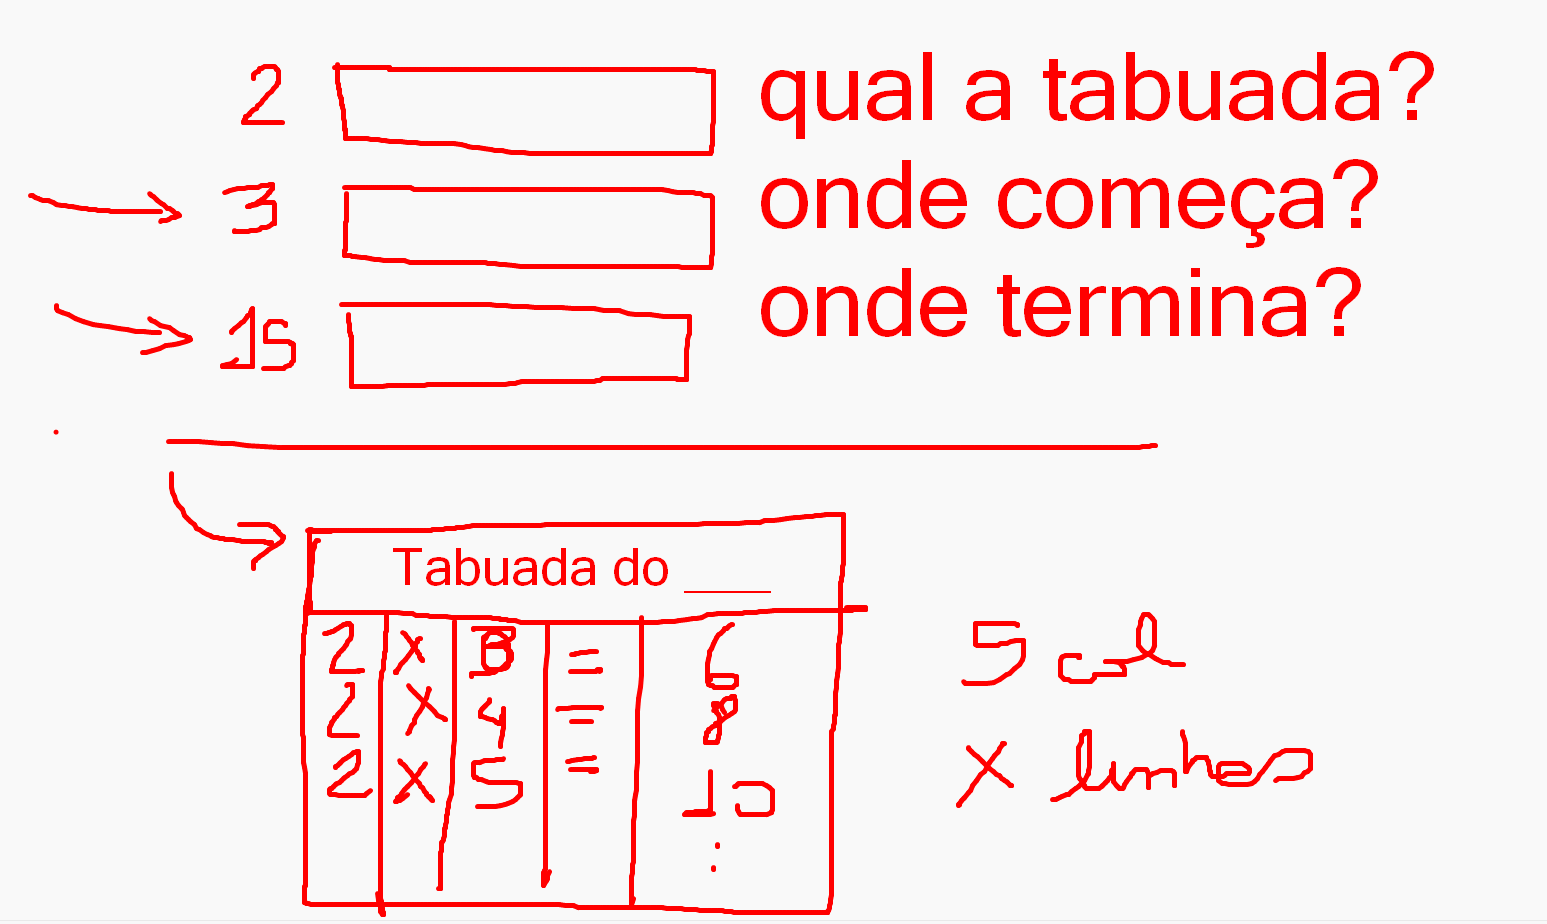 2 qual a tabuada?
3 onde começa?
15 onde termina?
Tabuada do ____
2 x 3 = 6
2 x 4 = 8
2 x 5 = 10
5 col
X linhas